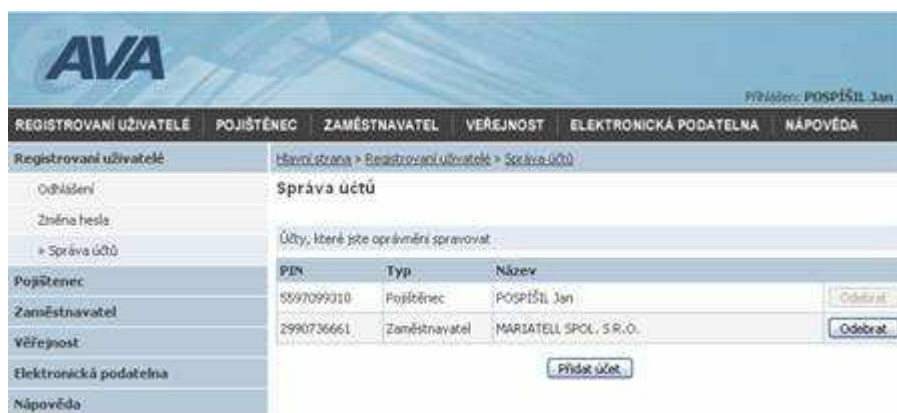 AVA
Přihlášen: POSPÍŠIL Jan
REGISTROVANÍ UŽIVATELÉ POJIŠTĚNEC ZAMĚSTNAVATEL VEŘEJNOST ELEKTRONICKÁ PODATELNA NÁPOVĚDA
Registrovaní uživatelé
Odhlášení
Změna hesla
» Správa účtů
Pojištenec
Zaměstnavatel
Veřejnost
Elektronická podatelna
Nápověda
Hlavní strana > Registrovaní uživatelé > Správa účtů
Správa účtů
Účty, které jste oprávněni spravovat
PIN Typ Název
5597099310 Pojištěnec POSPÍŠIL Jan Odebrat
2990736661 Zaměstnavatel MARIATELL SPOL. S R.O. Odebrat
Přidat účet